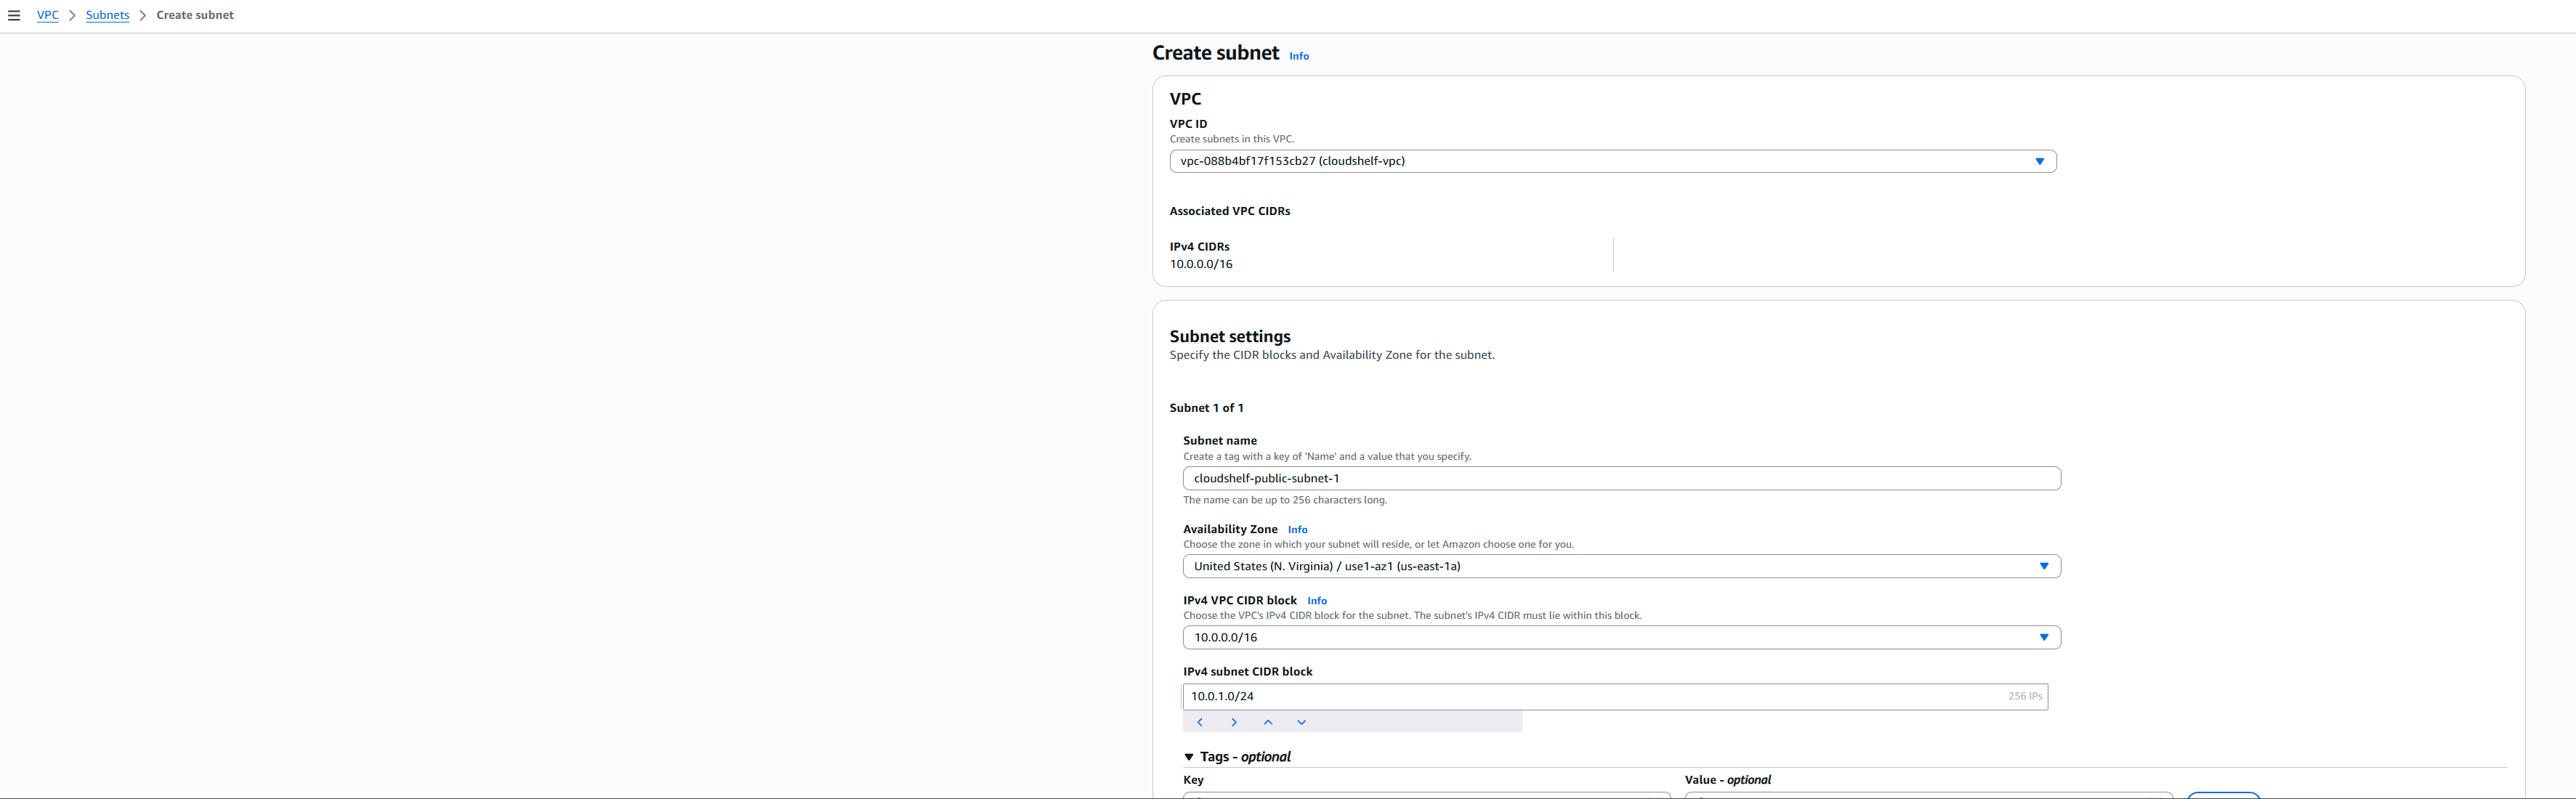 VPC > Subnets > Create subnet
Create subnet Info
VPC
VPC ID
Create subnets in this VPC.
vpc-088b4bf17f153cb27 (cloudshelf-vpc)
Associated VPC CIDRs
IPv4 CIDRs
10.0.0.0/16
Subnet settings
Specify the CIDR blocks and Availability Zone for the subnet.
Subnet 1 of 1
Subnet name
Create a tag with a key of 'Name' and a value that you specify.
cloudshelf-public-subnet-1
The name can be up to 256 characters long.
Availability Zone Info
Choose the zone in which your subnet will reside, or let Amazon choose one for you.
United States (N. Virginia) / use1-az1 (us-east-1a)
IPv4 VPC CIDR block Info
Choose the VPC's IPv4 CIDR block for the subnet. The subnet's IPv4 CIDR must lie within this block.
10.0.0.0/16
IPv4 subnet CIDR block
10.0.1.0/24 256 IPs
Tags - optional
Key Value - optional